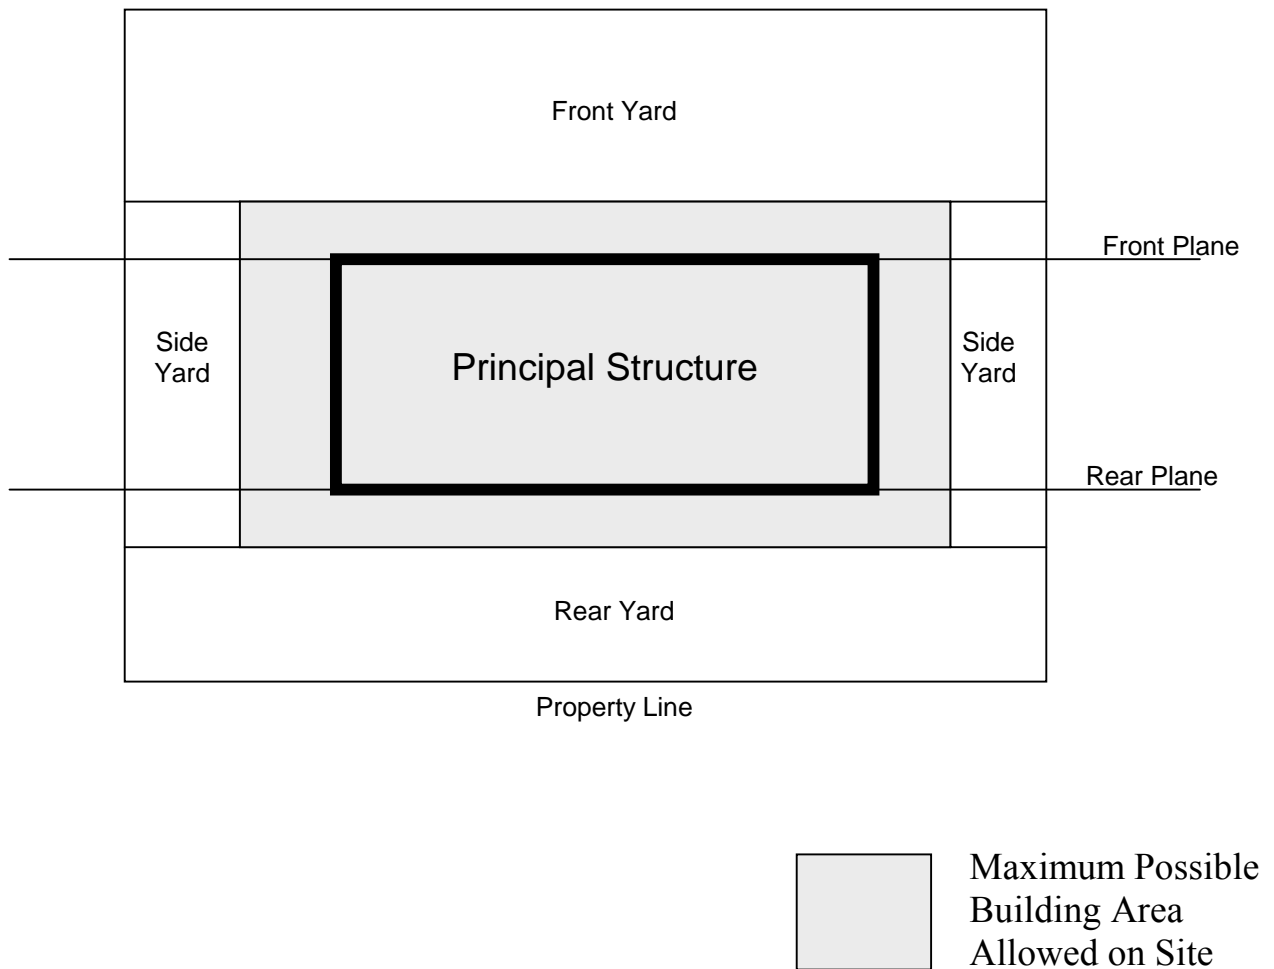 Front Yard
Front Plane
Side
Yard
Principal Structure
Side
Yard
Rear Plane
Rear Yard
Property Line
Maximum Possible
Building Area
Allowed on Site